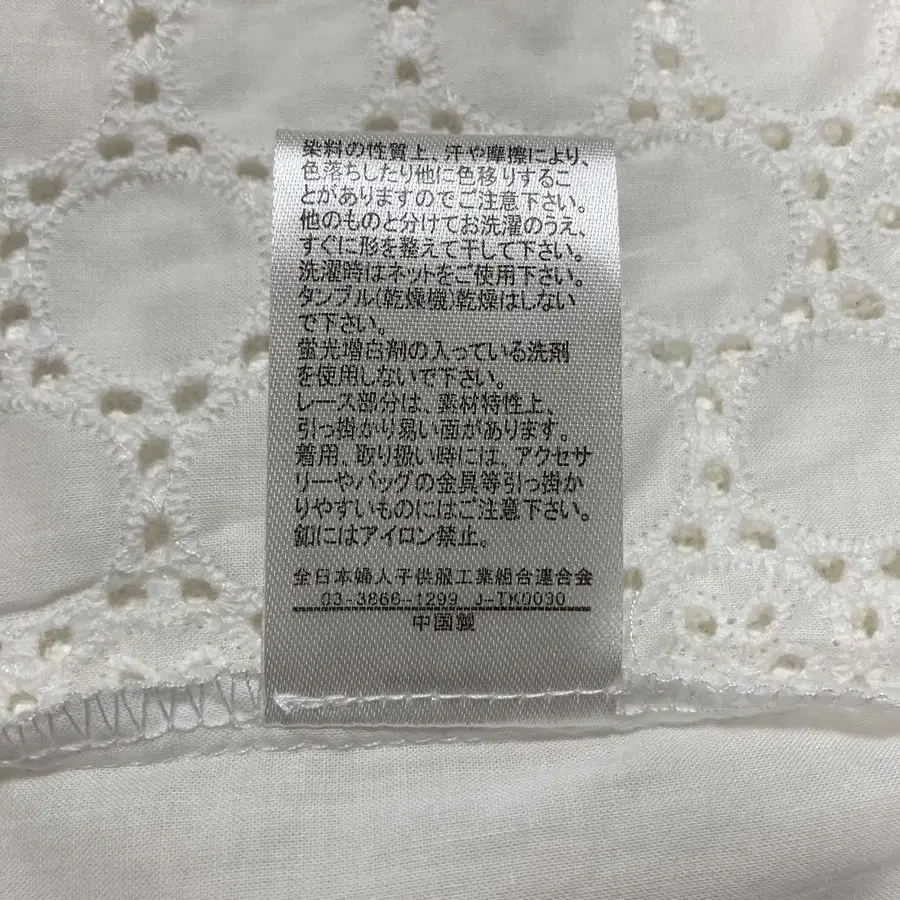 染料の性質上、汗や摩擦により、
色落ちしたり他に色移りするこ
とがありますのでご注意下さい。
他のものと分けてお洗濯のうえ、
すぐに形を整えて干して下さい。
洗濯時はネットをご使用下さい。
タンブル(乾燥機)乾燥はしない
で下さい。
蛍光増白剤の入っている洗剤
を使用しないで下さい。
レース部分は、素材特性上、
引っ掛かり易い面があります。
着用、取り扱い時には、アクセサ
リーやバッグの金具等引っ掛か
りやすいものにはご注意下さい。
釦にはアイロン禁止。
全日本婦人子供服工業組合連合会
03-3866-1299 J-TK0030
中国製